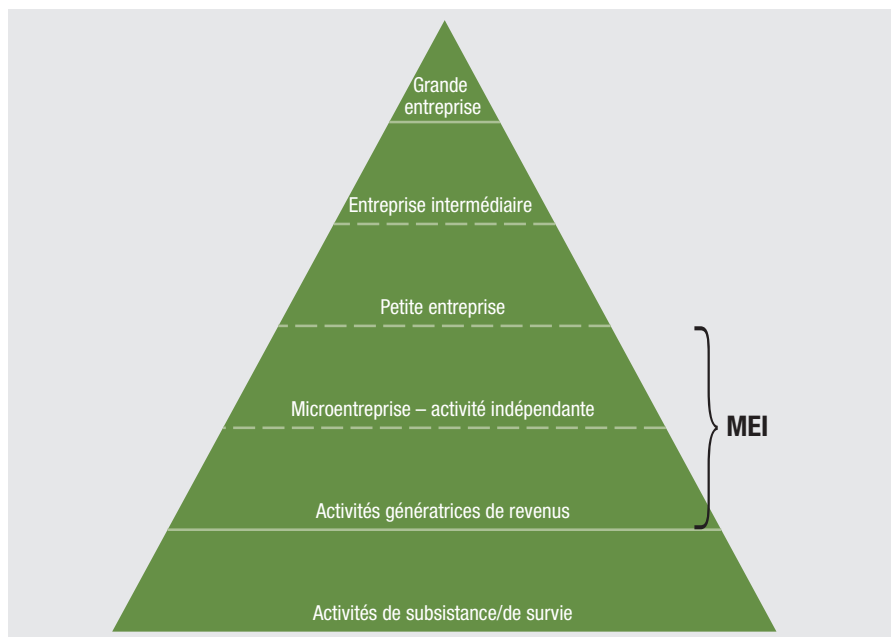 Grande
entreprise
Entreprise intermédiaire
Petite entreprise
Microentreprise – activité indépendante
MEI
Activités génératrices de revenus
Activités de subsistance/de survie